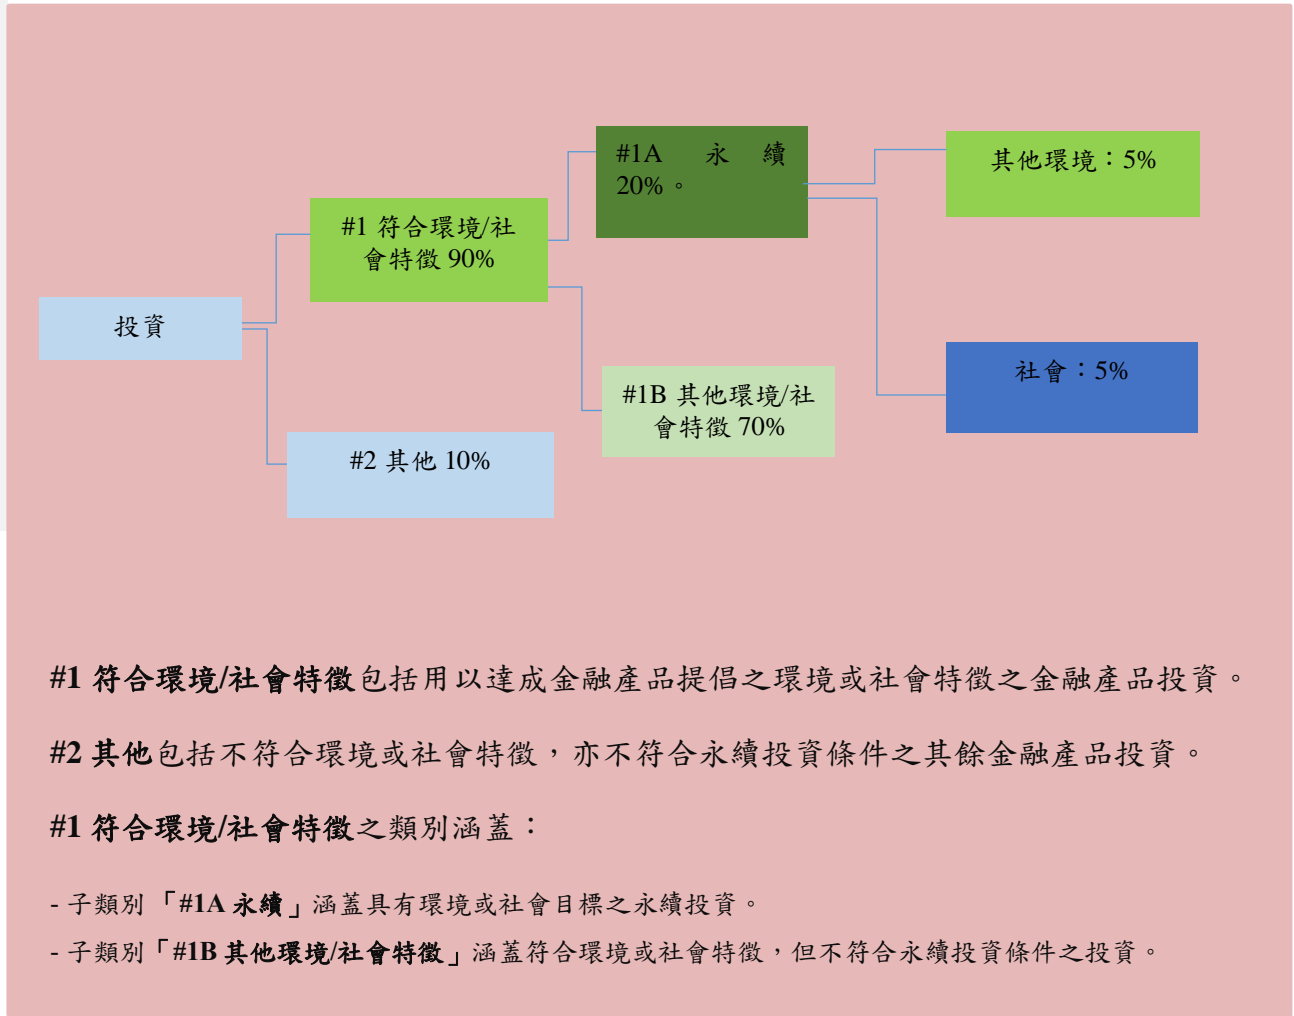 #1A 永續
20%。
其他環境：5%
#1 符合環境/社
會特徵 90%
投資
社會：5%
#1B 其他環境/社
會特徵 70%
#2 其他 10%
#1 符合環境/社會特徵包括用以達成金融產品提倡之環境或社會特徵之金融產品投資。
#2 其他包括不符合環境或社會特徵，亦不符合永續投資條件之其餘金融產品投資。
#1 符合環境/社會特徵之類別涵蓋：
- 子類別 「#1A 永續」涵蓋具有環境或社會目標之永續投資。
- 子類別「#1B 其他環境/社會特徵」涵蓋符合環境或社會特徵，但不符合永續投資條件之投資。